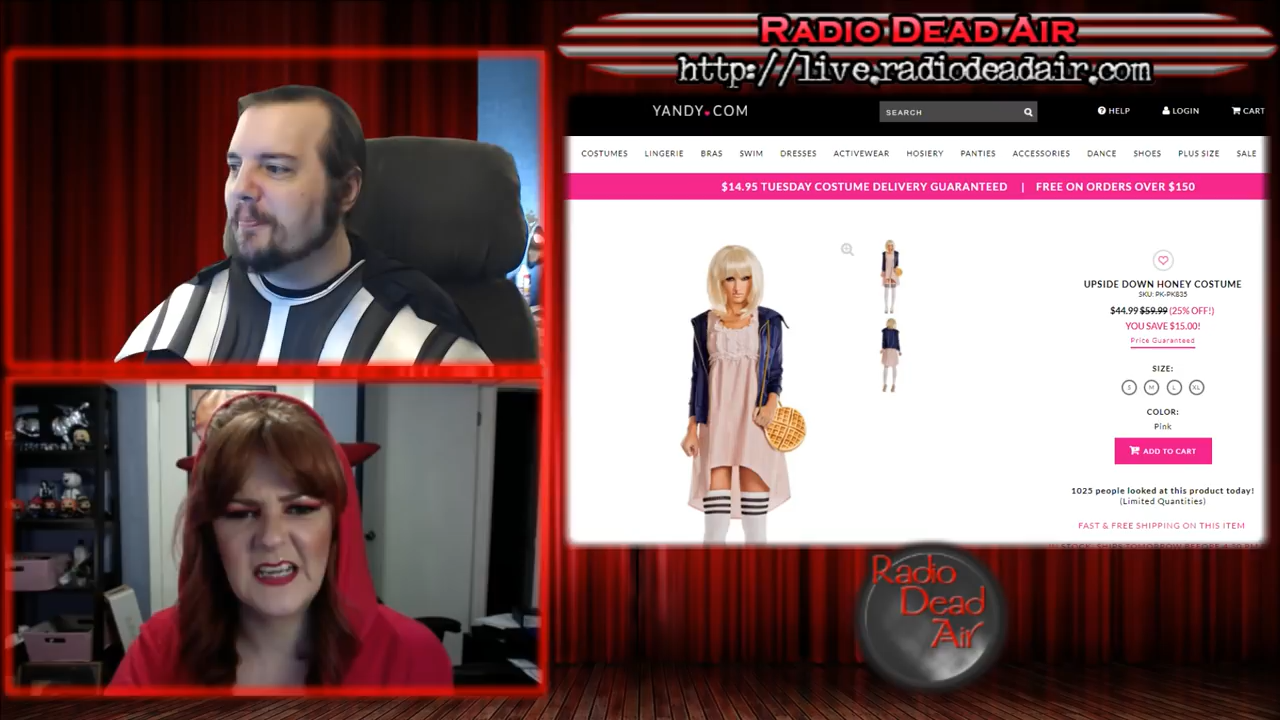 RADIO DEAD AIR
http://live.radiodeadair.com
YANDY.COM
SEARCH
HELP
LOGIN
CART
COSTUMES LINGERIE BRAS SWIM DRESSES ACTIVEWEAR HOSIERY PANTIES ACCESSORIES DANCE SHOES PLUS SIZE SALE
$14.95 TUESDAY COSTUME DELIVERY GUARANTEED | FREE ON ORDERS OVER $150
UPSIDE DOWN HONEY COSTUME
SKU: PK-PK835
$44.99 $59.99 (25% OFF!)
YOU SAVE $15.00!
Price Guaranteed
SIZE:
S M L XL
COLOR:
Pink
ADD TO CART
1025 people looked at this product today!
(Limited Quantities)
FAST & FREE SHIPPING ON THIS ITEM
Radio
Dead
Air